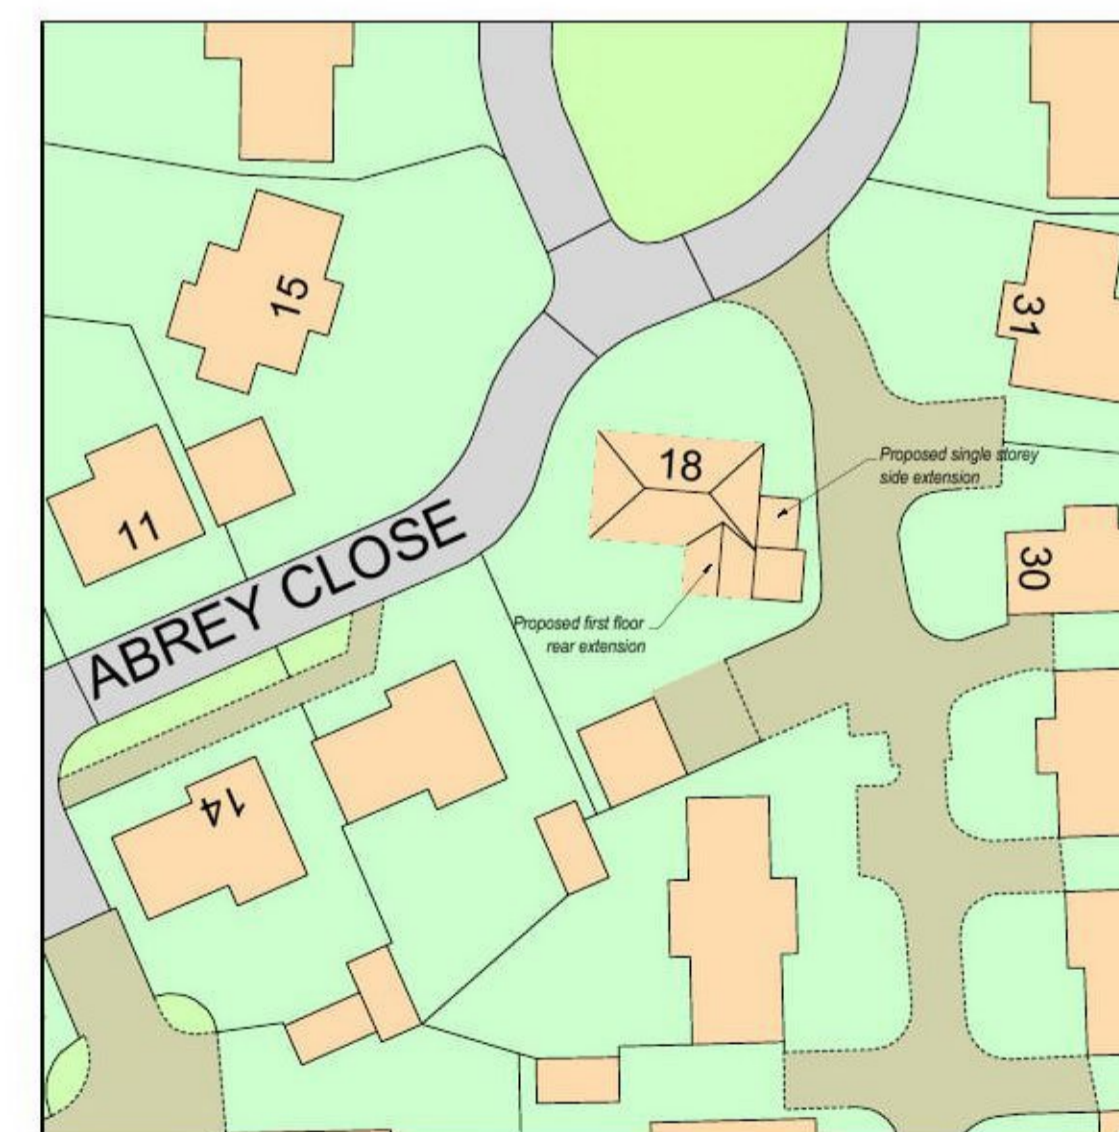 15
31
18
Proposed single storey
side extension
11
ABREY CLOSE
30
Proposed first floor
rear extension
14